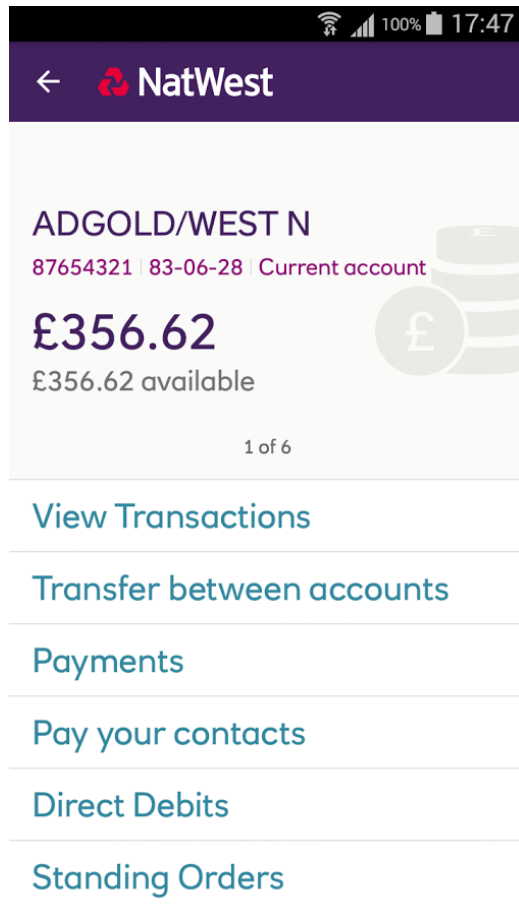 100% 17:47
NatWest
ADGOLD/WEST N
87654321 | 83-06-28 | Current account
£356.62
£356.62 available
£
£
1 of 6
View Transactions
Transfer between accounts
Payments
Pay your contacts
Direct Debits
Standing Orders